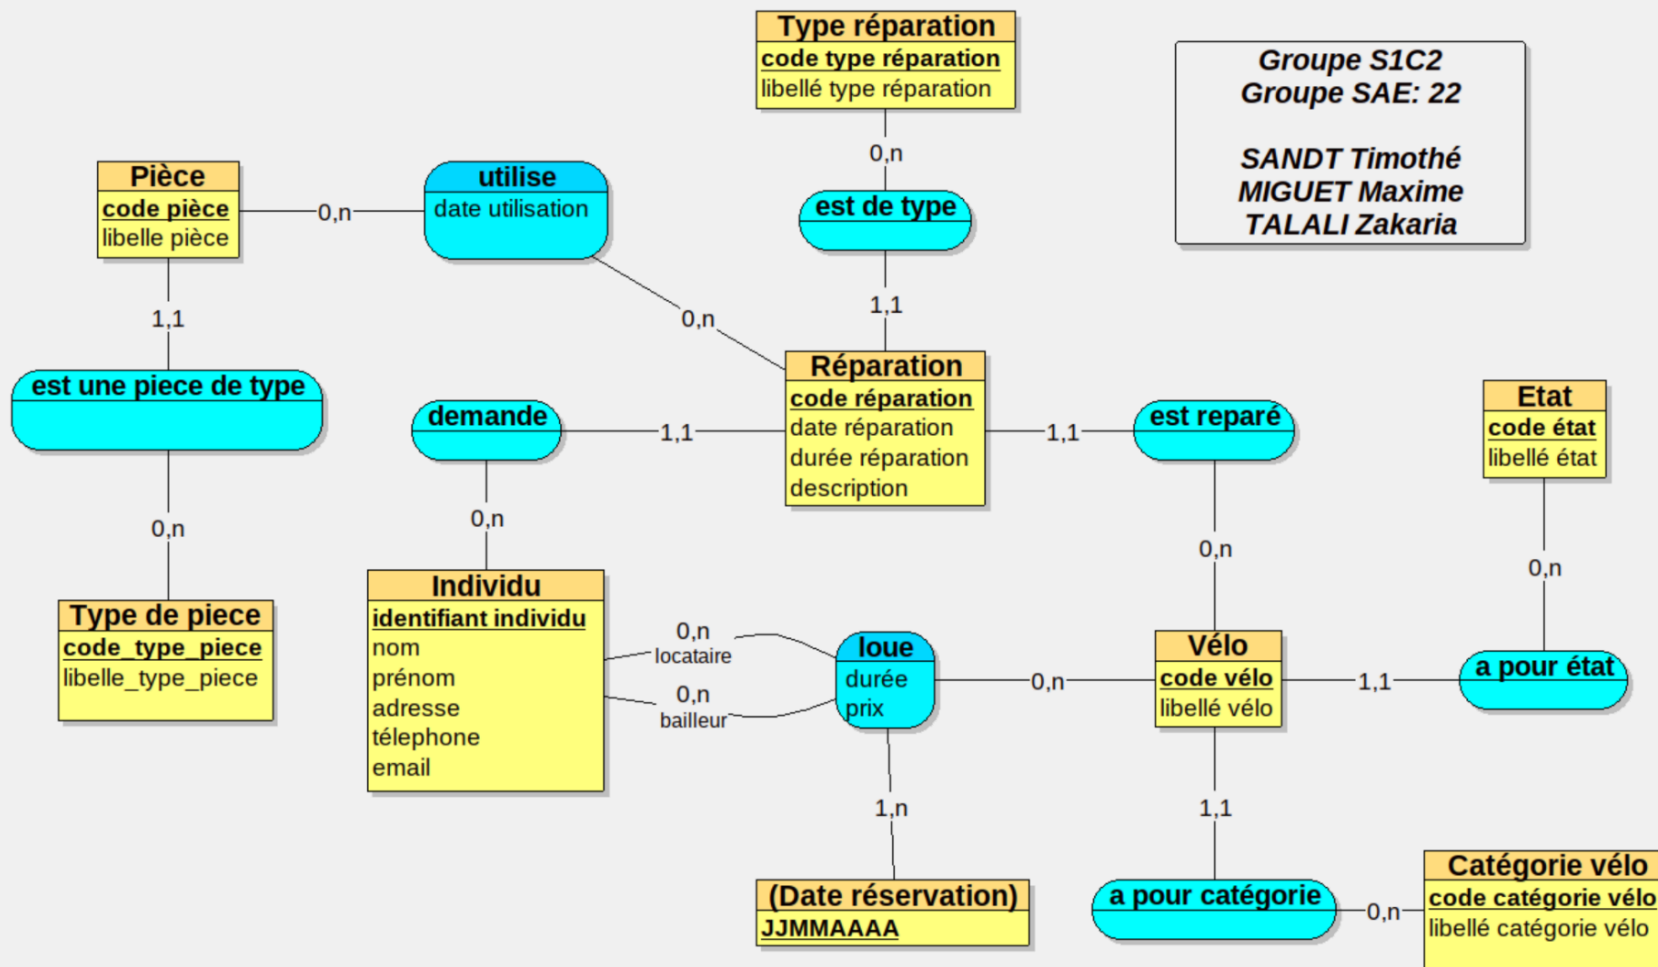 Type réparation
code type réparation
libellé type réparation
0,n
est de type
1,1
Groupe S1C2
Groupe SAE: 22
SANDT Timothé
MIGUET Maxime
TALALI Zakaria
Pièce
code pièce
libelle pièce
0,n
utilise
date utilisation
0,n
1,1
est une piece de type
0,n
Type de piece
code_type_piece
libelle_type_piece
Réparation
code réparation
date réparation
durée réparation
description
demande
1,1
0,n
1,1
est reparé
0,n
Etat
code état
libellé état
0,n
Individu
identifiant individu
nom
prénom
adresse
télephone
email
0,n
locataire
0,n
bailleur
loue
durée
prix
0,n
Vélo
code vélo
libellé vélo
1,1
a pour état
1,n
(Date réservation)
JJMMAAAA
1,1
a pour catégorie
0,n
Catégorie vélo
code catégorie vélo
libellé catégorie vélo